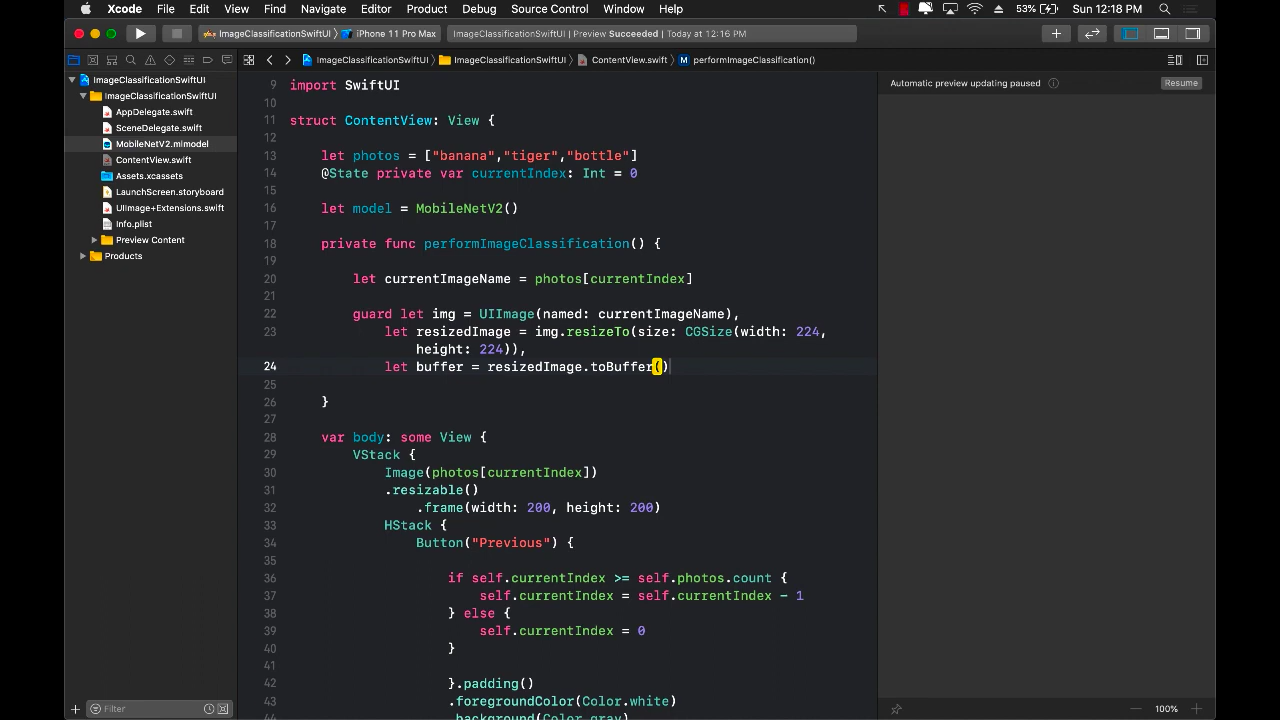 Xcode File Edit View Find Navigate Editor Product Debug Source Control Window Help 53% Sun 12:18 PM
ImageClassificationSwiftUI iPhone 11 Pro Max ImageClassificationSwiftUI | Preview Succeeded | Today at 12:16 PM
ImageClassificationSwiftUI ImageClassificationSwiftUI ContentView.swift M performImageClassification()
ImageClassificationSwiftUI
ImageClassificationSwiftUI
AppDelegate.swift
SceneDelegate.swift
MobileNetV2.mlmodel
ContentView.swift
Assets.xcassets
LaunchScreen.storyboard
UIImage+Extensions.swift
Info.plist
Preview Content
Products
Filter
9 import SwiftUI
10
11 struct ContentView: View {
12
13 let photos = ["banana","tiger","bottle"]
14 @State private var currentIndex: Int = 0
15
16 let model = MobileNetV2()
17
18 private func performImageClassification() {
19
20 let currentImageName = photos[currentIndex]
21
22 guard let img = UIImage(named: currentImageName),
23 let resizedImage = img.resizeTo(size: CGSize(width: 224,
height: 224)),
24 let buffer = resizedImage.toBuffer()
25
26 }
27
28 var body: some View {
29 VStack {
30 Image(photos[currentIndex])
31 .resizable()
32 .frame(width: 200, height: 200)
33 HStack {
34 Button("Previous") {
35
36 if self.currentIndex >= self.photos.count {
37 self.currentIndex = self.currentIndex - 1
38 } else {
39 self.currentIndex = 0
40 }
41
42 }.padding()
43 .foregroundColor(Color.white)
44 .background(Color.gray)
Automatic preview updating paused Resume
100%